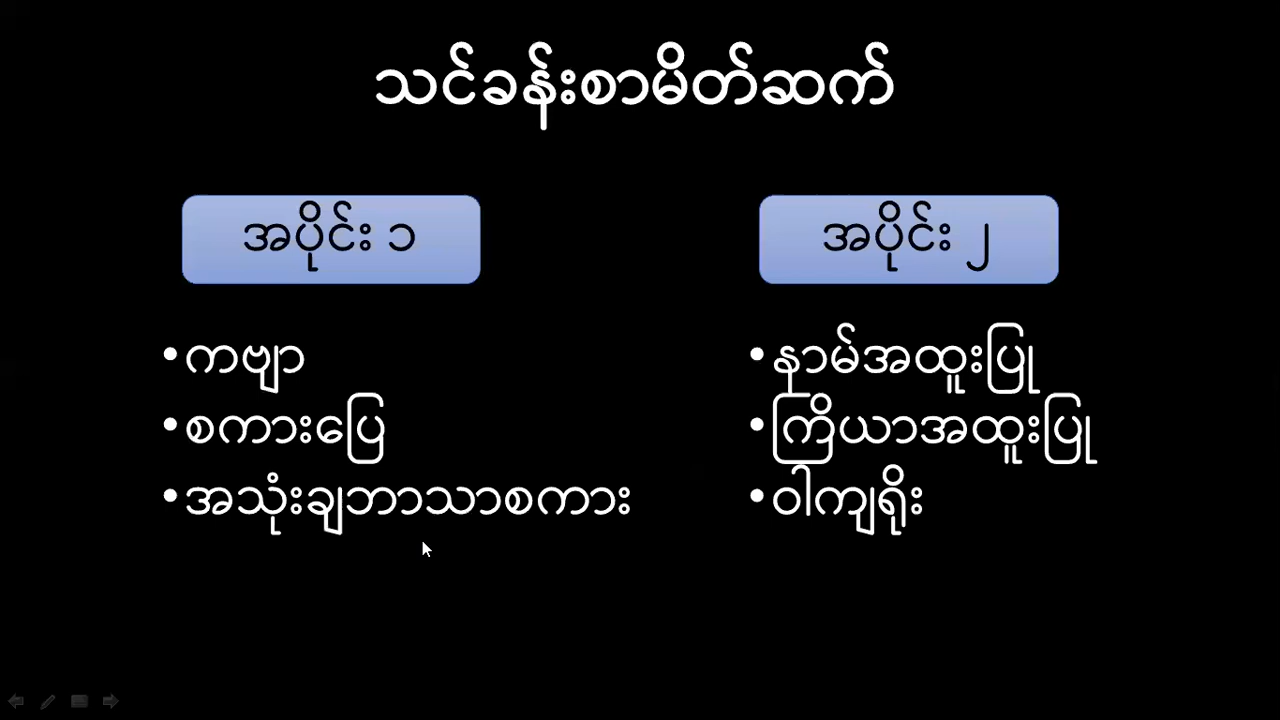 သင်ခန်းစာမိတ်ဆက်
အပိုင်း ၁
•ကဗျာ
•စကားပြေ
•အသုံးချဘာသာစကား
အပိုင်း ၂
•နာမ်အထူးပြု
•ကြိယာအထူးပြု
•ဝါကျရိုး